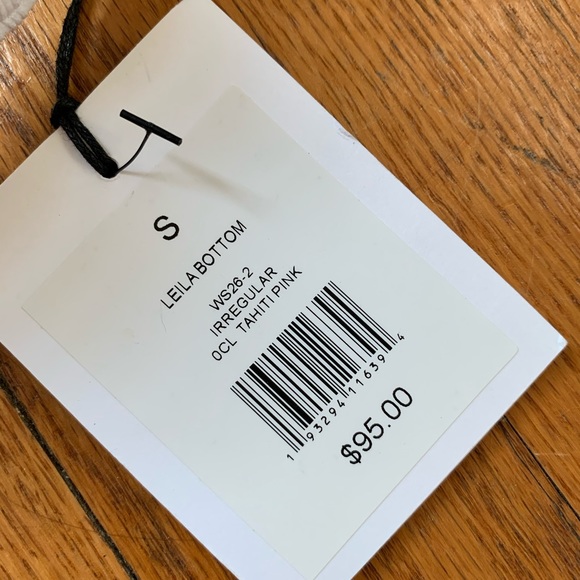 S
LEILA BOTTOM
WS26-2
IRREGULAR
0CL TAHITI PINK
1 93294 11639 4
$95.00